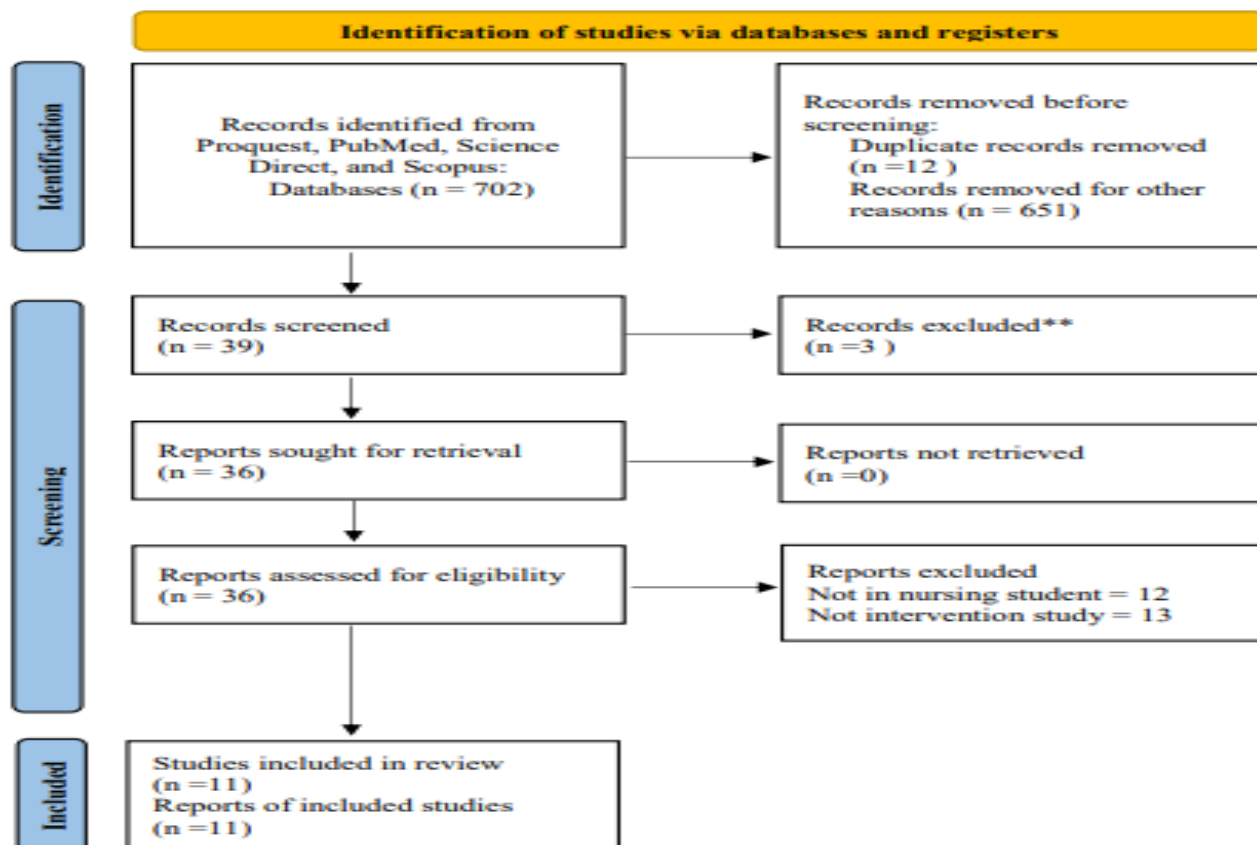 Identification of studies via databases and registers
Identification
Records identified from
Proquest, PubMed, Science
Direct, and Scopus:
Databases (n = 702)
Records removed before
screening:
Duplicate records removed
(n =12 )
Records removed for other
reasons (n = 651)
Screening
Records screened
(n = 39)
Records excluded**
(n =3 )
Reports sought for retrieval
(n = 36)
Reports not retrieved
(n =0)
Reports assessed for eligibility
(n = 36)
Reports excluded
Not in nursing student = 12
Not intervention study = 13
Included
Studies included in review
(n =11)
Reports of included studies
(n =11)